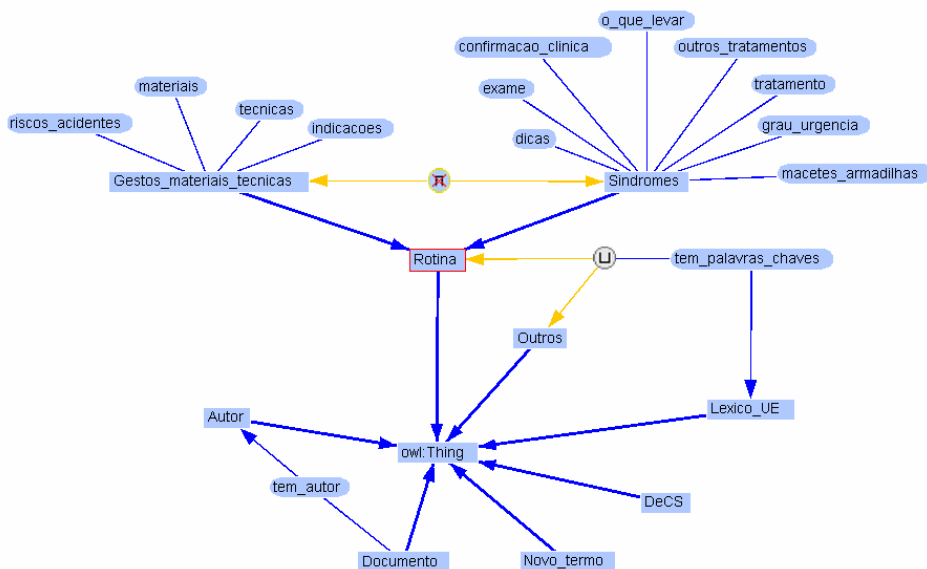 o_que_levar
confirmacao_clinica
outros_tratamentos
materiais
exame
tratamento
tecnicas
riscos_acidentes
indicacoes
dicas
grau_urgencia
Gestos_materiais_tecnicas
Sindromes
macetes_armadilhas
Rotina
⊔
tem_palavras_chaves
Outros
Autor
Lexico_UE
owl:Thing
tem_autor
DeCS
Documento
Novo_termo